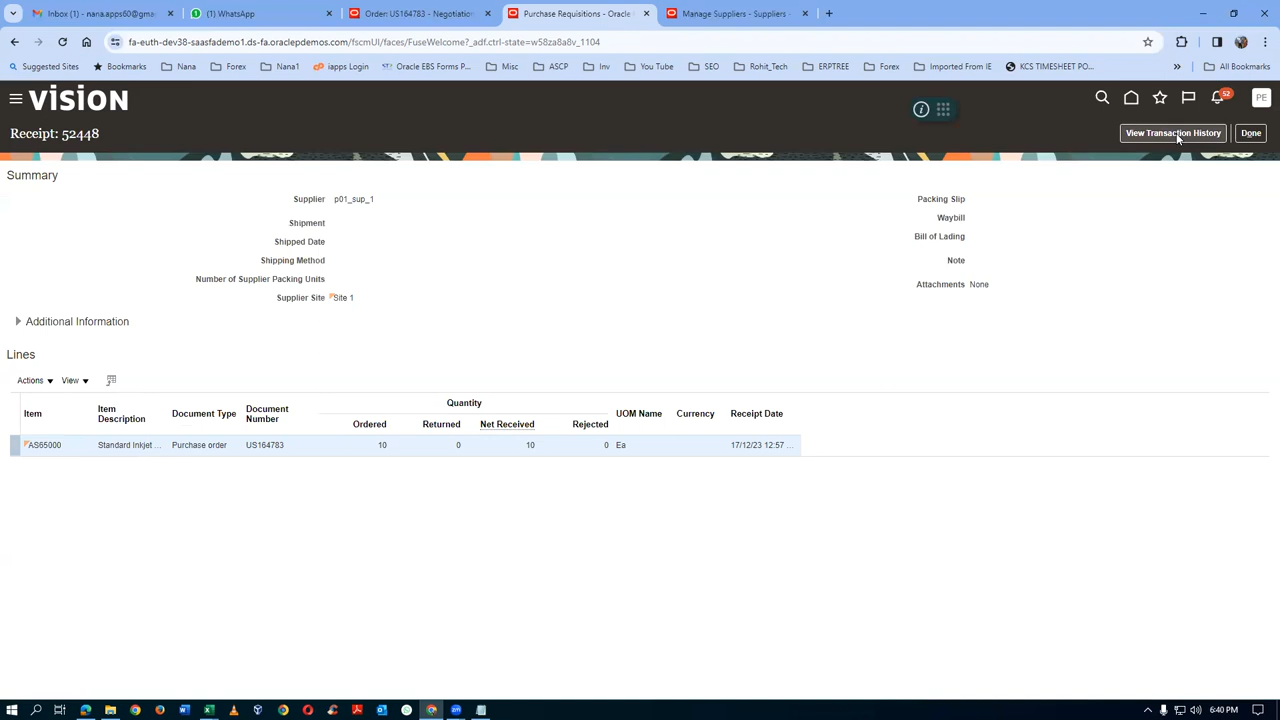 Inbox (1) - nana.apps60@gma
(1) WhatsApp
Order: US164783 - Negotiation
Purchase Requisitions - Oracle
Manage Suppliers - Suppliers -
fa-euth-dev38-saasfademo1.ds-fa.oraclepdemos.com/fscmUI/faces/FuseWelcome?_adf.ctrl-state=w58za8a8v_1104
Suggested Sites
Bookmarks
Nana
Forex
Nana1
iapps Login
Oracle EBS Forms P...
Misc
ASCP
Inv
You Tube
SEO
Rohit_Tech
ERPTREE
Forex
Imported From IE
KCS TIMESHEET PO...
All Bookmarks
VISION
52
PE
Receipt: 52448
View Transaction History
Done
Summary
Supplier p01_sup_1
Shipment
Shipped Date
Shipping Method
Number of Supplier Packing Units
Supplier Site Site 1
Packing Slip
Waybill
Bill of Lading
Note
Attachments None
Additional Information
Lines
Actions View
Quantity
Item Item Description Document Type Document Number Ordered Returned Net Received Rejected UOM Name Currency Receipt Date
AS65000 Standard Inkjet ... Purchase order US164783 10 0 10 0 Ea 17/12/23 12:57 ...
6:40 PM